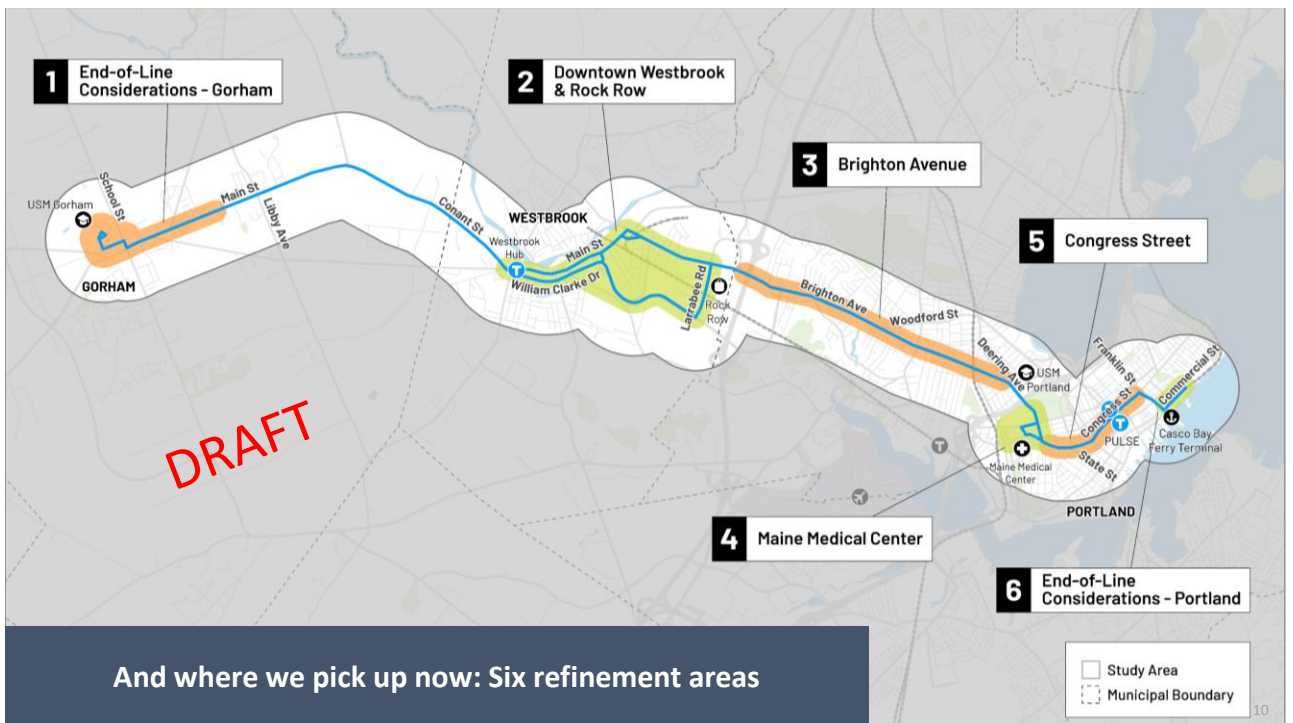 1
End-of-Line
Considerations - Gorham
2
Downtown Westbrook
& Rock Row
3
Brighton Avenue
5
Congress Street
USM Gorham
School St
Main St
Libby Ave
GORHAM
Conant St
WESTBROOK
Westbrook
Hub
T
Main St
William Clarke Dr
Larrabee Rd
Rock
Row
Brighton Ave
Woodford St
Deering Ave
USM
Portland
Franklin St
Congress St
Commercial St
T
PULSE
State St
Casco Bay
Ferry Terminal
Maine Medical
Center
T
PORTLAND
DRAFT
4
Maine Medical Center
6
End-of-Line
Considerations - Portland
And where we pick up now: Six refinement areas
Study Area
Municipal Boundary
10